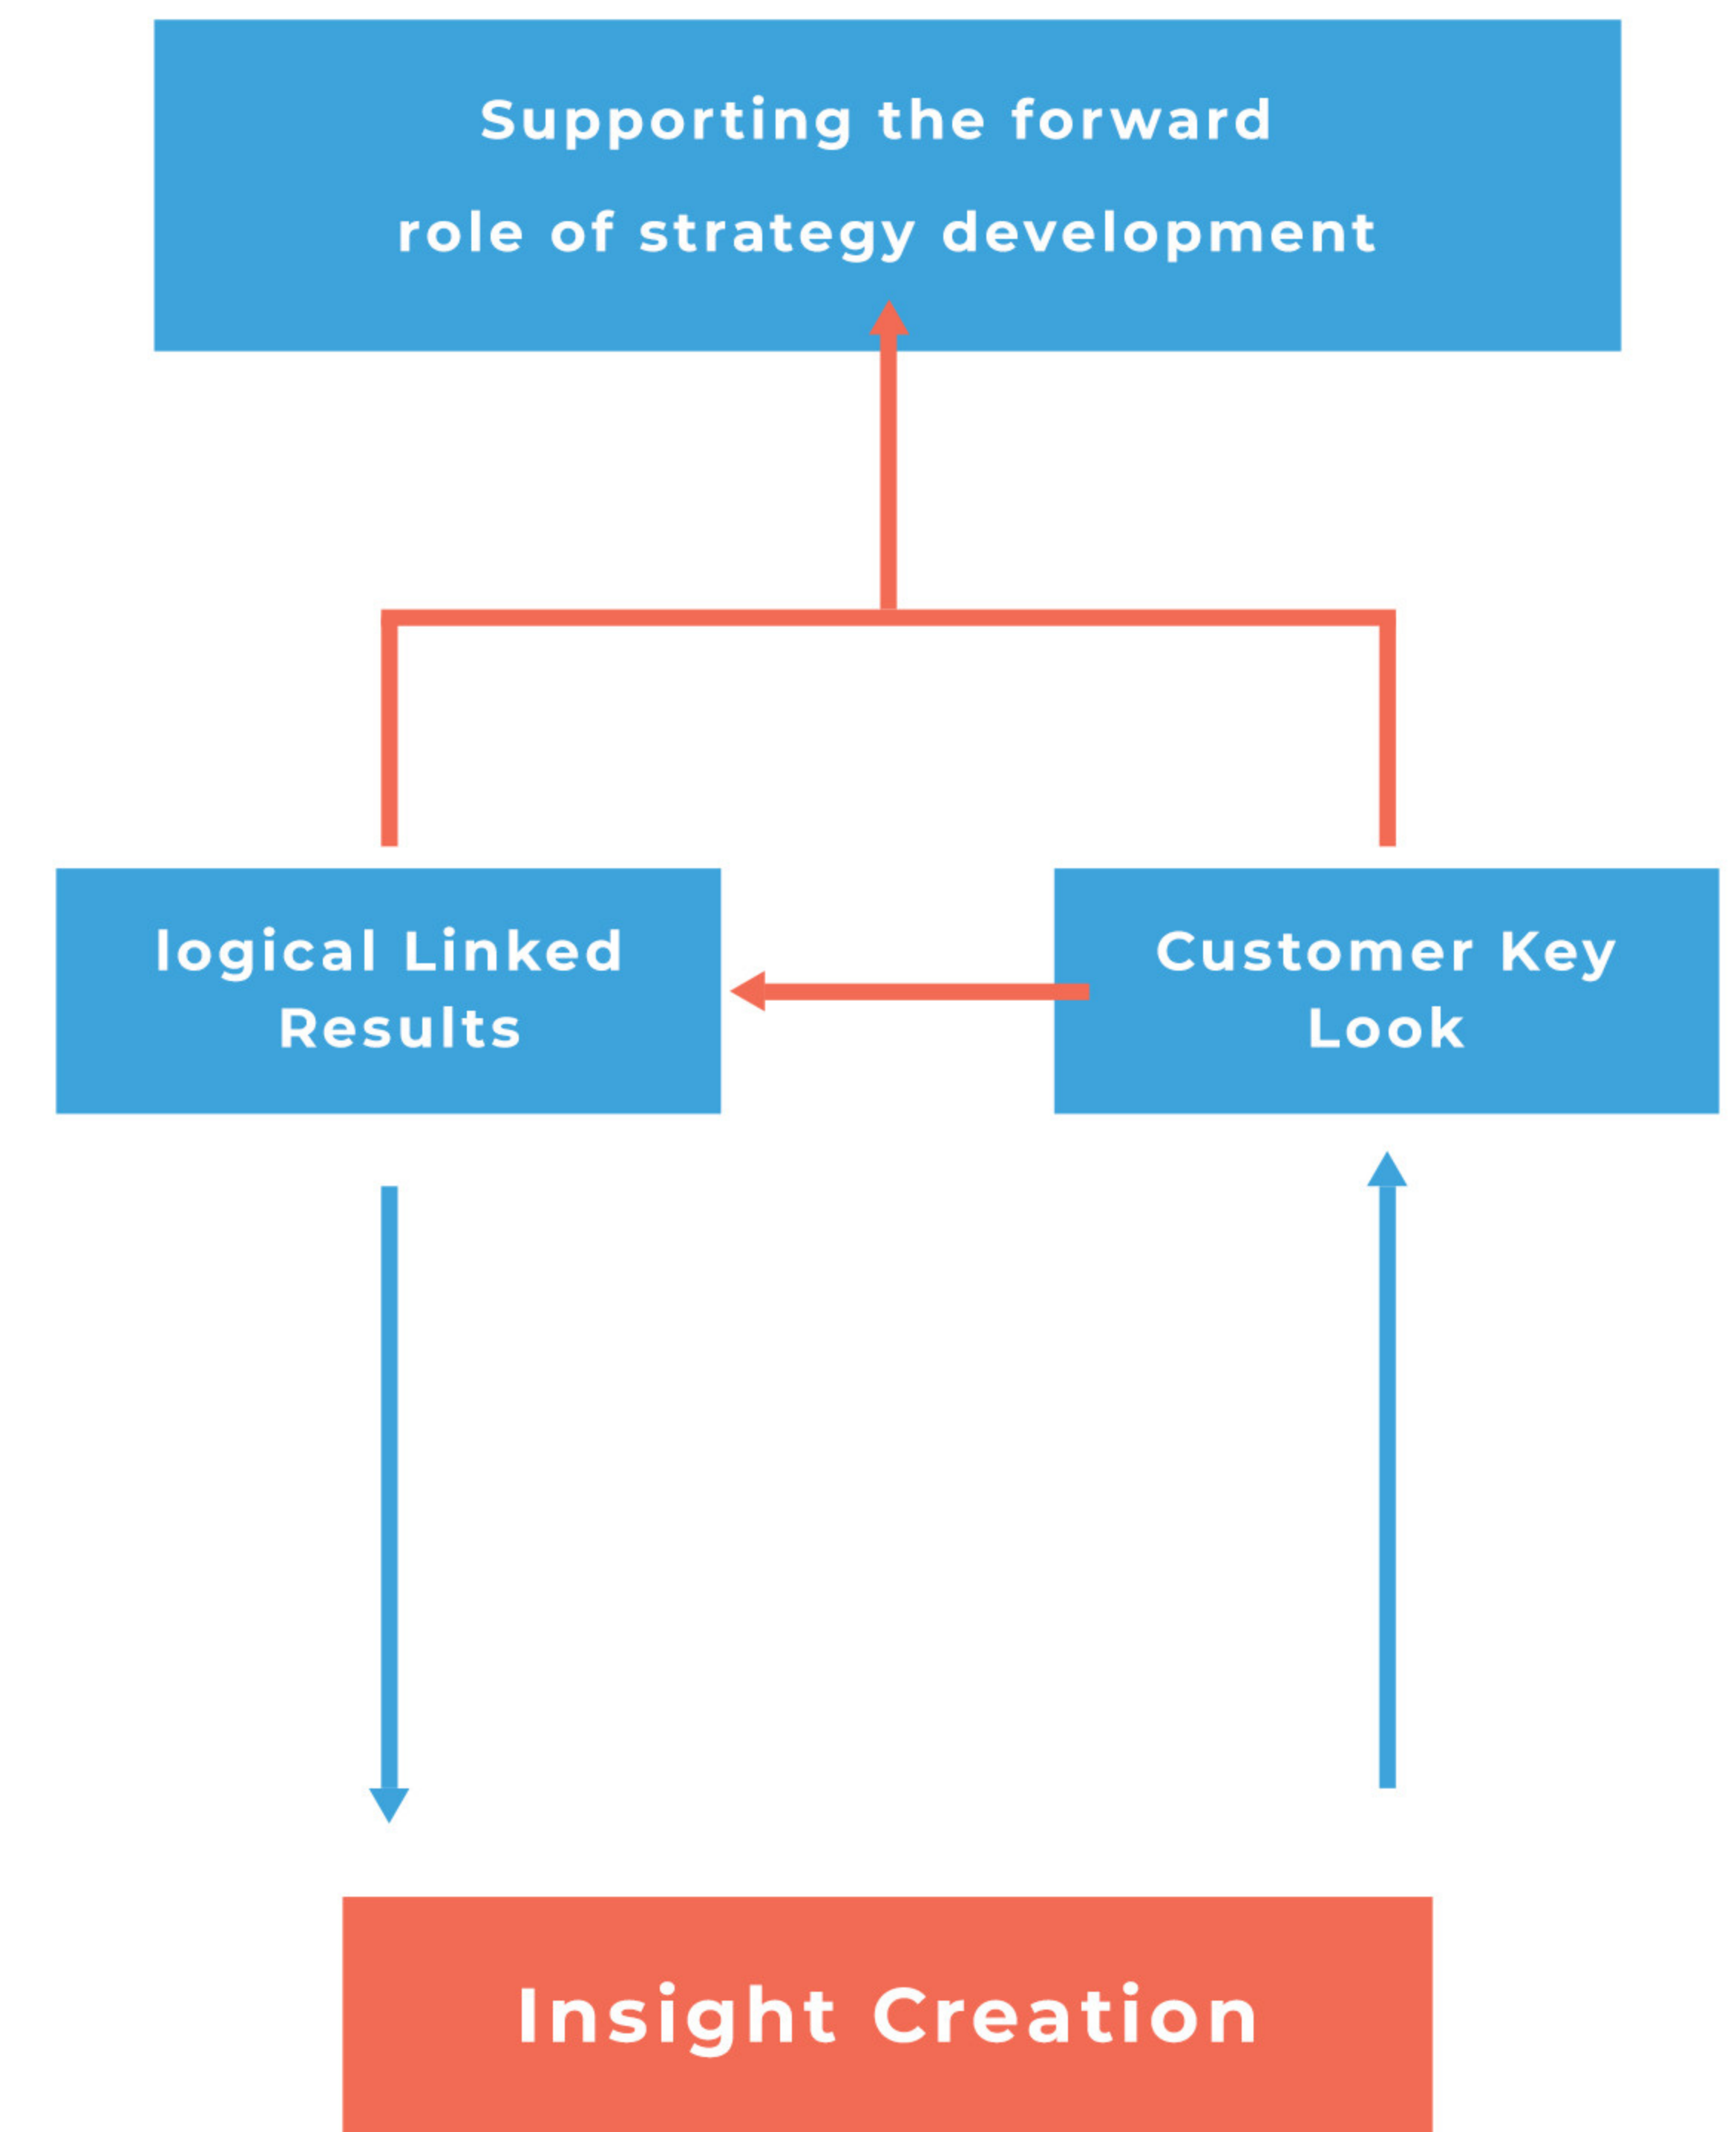 Supporting the forward
role of strategy development
logical Linked
Results
Customer Key
Look
Insight Creation